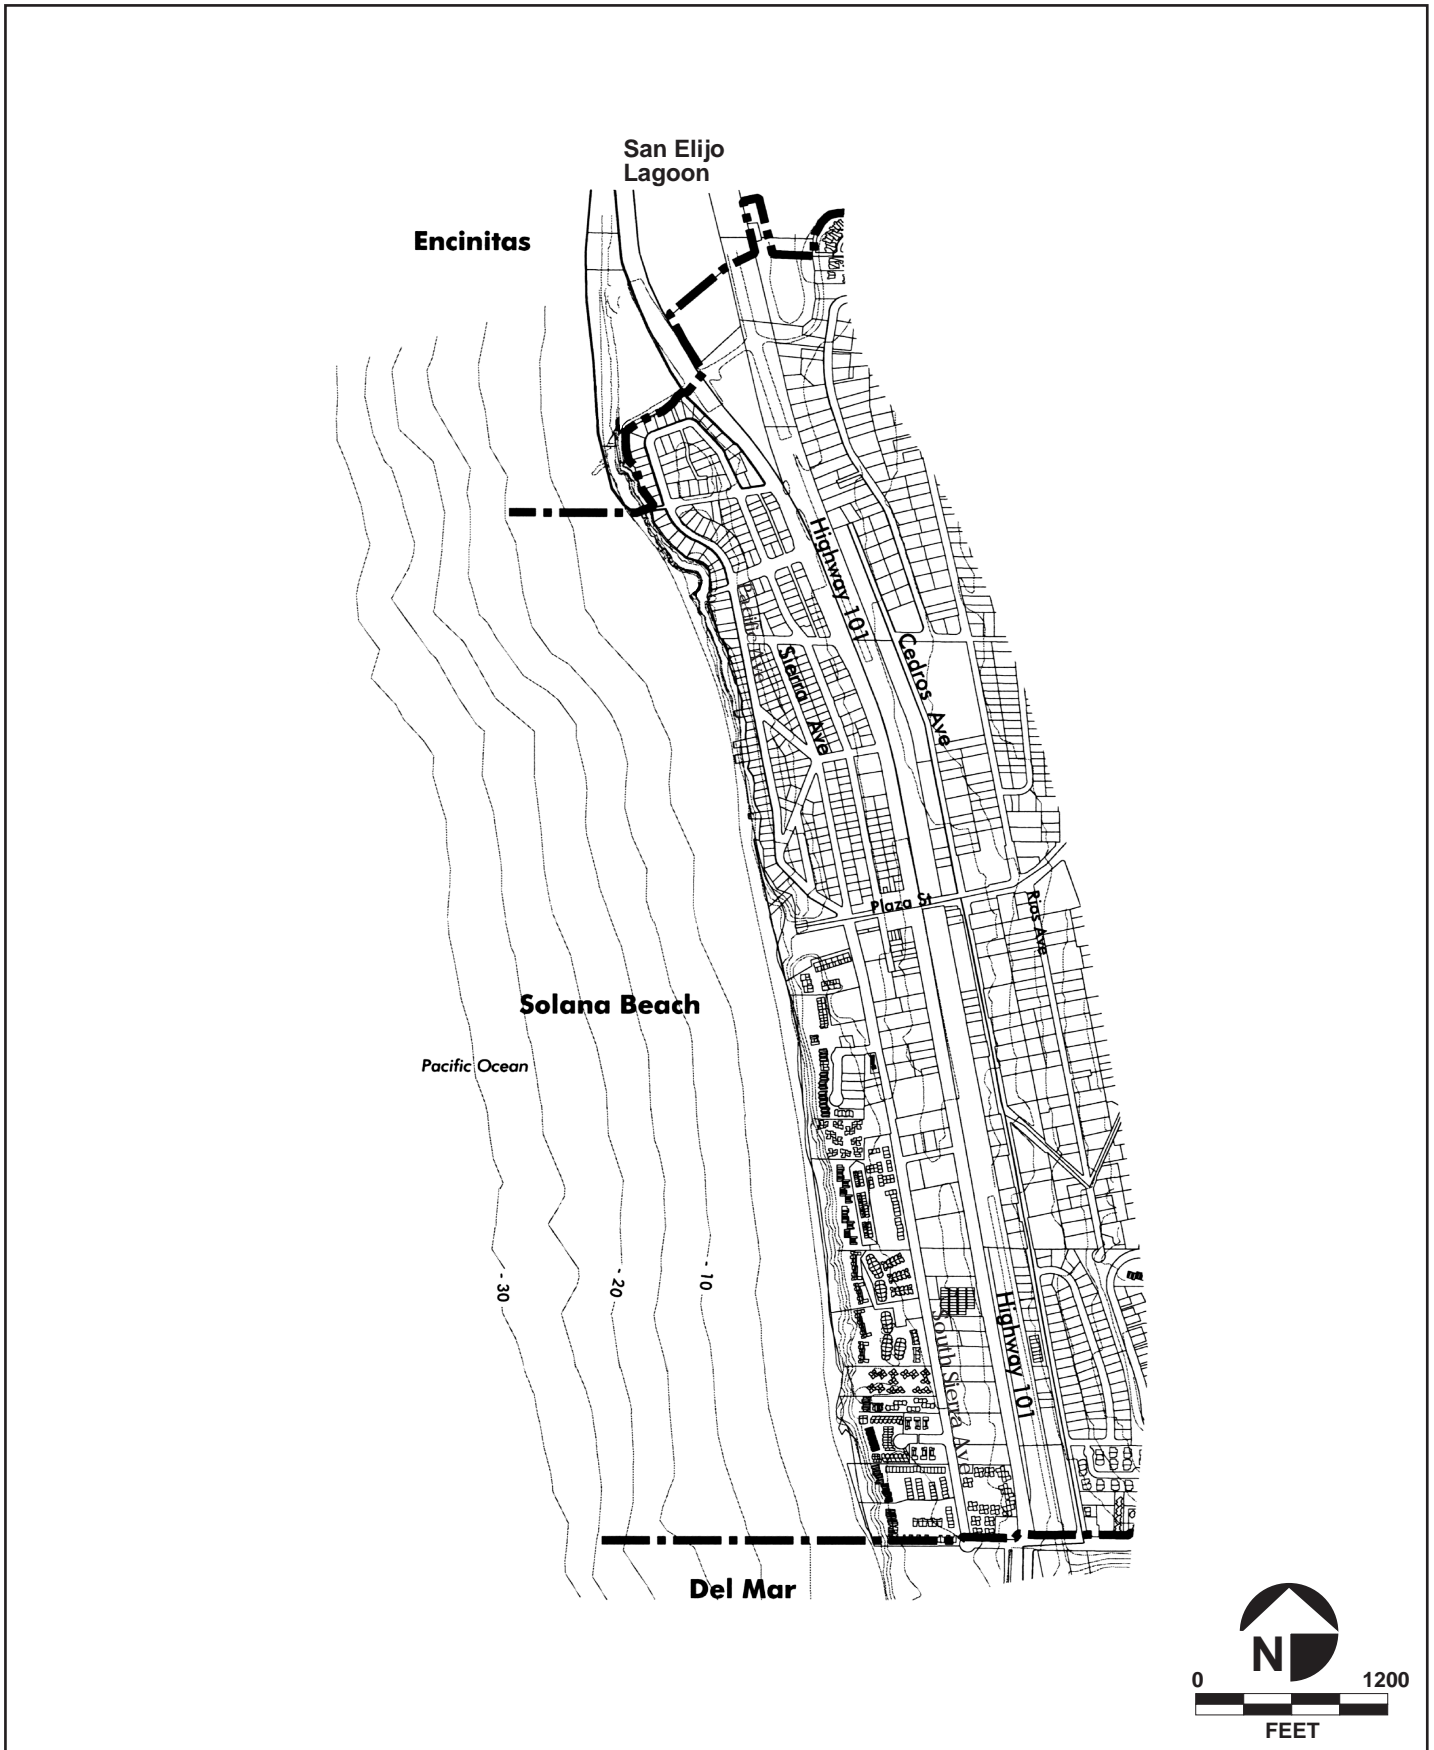 San Elijo
Lagoon
Encinitas
Highway 101
Pacific
Sierra Ave
Cedros Ave
Plaza St
Rios Ave
Solana Beach
Pacific Ocean
- 30
- 20
- 10
Highway 101
South Sierra Ave
Del Mar
N
0 1200
FEET